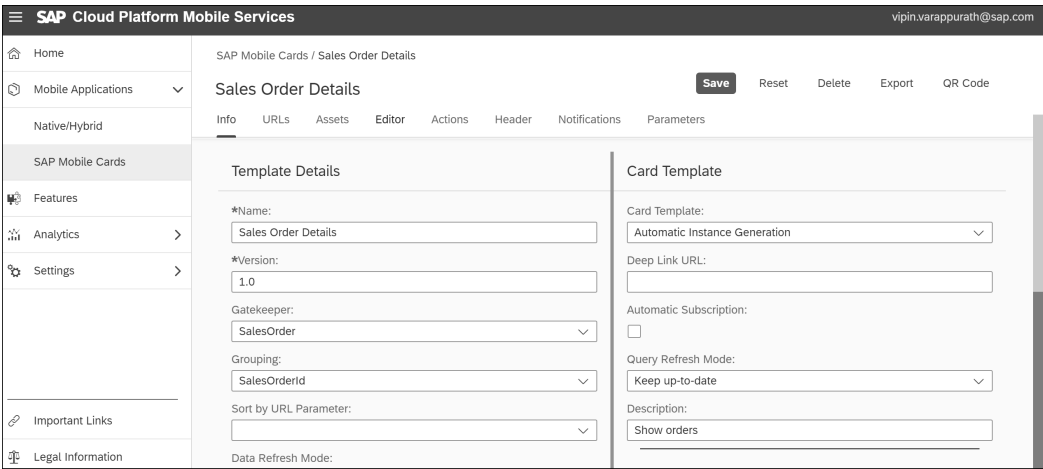 SAP Cloud Platform Mobile Services
vipin.varappurath@sap.com
Home
Mobile Applications
Native/Hybrid
SAP Mobile Cards
Features
Analytics
Settings
Important Links
Legal Information
SAP Mobile Cards / Sales Order Details
Sales Order Details
Save Reset Delete Export QR Code
Info URLs Assets Editor Actions Header Notifications Parameters
Template Details
*Name:
Sales Order Details
*Version:
1.0
Gatekeeper:
SalesOrder
Grouping:
SalesOrderId
Sort by URL Parameter:
Data Refresh Mode:
Card Template
Card Template:
Automatic Instance Generation
Deep Link URL:
Automatic Subscription:
Query Refresh Mode:
Keep up-to-date
Description:
Show orders